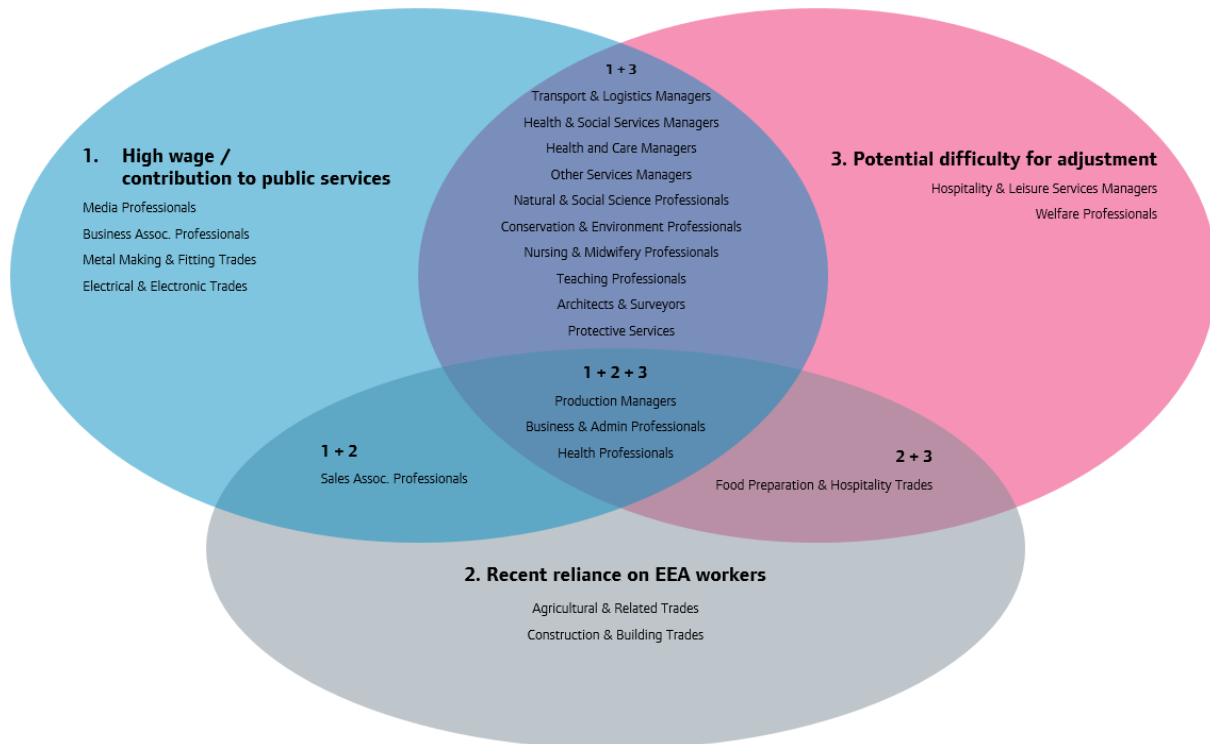 1. High wage /
contribution to public services
Media Professionals
Business Assoc. Professionals
Metal Making & Fitting Trades
Electrical & Electronic Trades
1 + 3
Transport & Logistics Managers
Health & Social Services Managers
Health and Care Managers
Other Services Managers
Natural & Social Science Professionals
Conservation & Environment Professionals
Nursing & Midwifery Professionals
Teaching Professionals
Architects & Surveyors
Protective Services
3. Potential difficulty for adjustment
Hospitality & Leisure Services Managers
Welfare Professionals
1 + 2 + 3
Production Managers
Business & Admin Professionals
Health Professionals
1 + 2
Sales Assoc. Professionals
2 + 3
Food Preparation & Hospitality Trades
2. Recent reliance on EEA workers
Agricultural & Related Trades
Construction & Building Trades